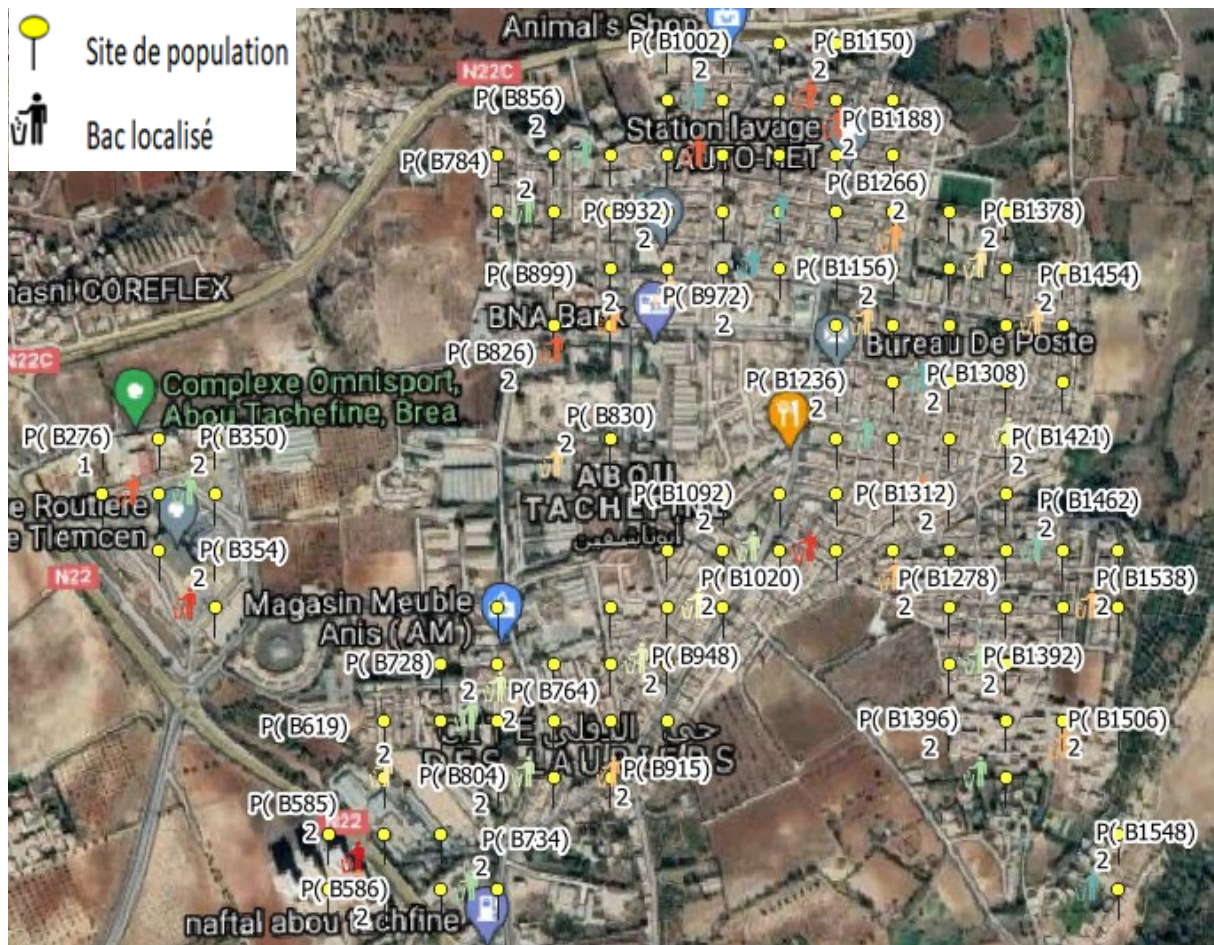 Site de population
Bac localisé
Animal's Shop
P( B1002)
2
P( B1150)
2
N22C
P( B856)
2
Station lavage
AUTO-NET
P( B1188)
2
P( B784)
2
P( B1266)
2
P( B932)
2
P( B1378)
2
COREFLEX
P( B899)
2
P( B1156)
2
P( B1454)
2
P( B972)
2
BNA Bank
Bureau De Poste
N22C
P( B826)
2
Complexe Omnisport,
Abou Tachefine, Brea
P( B1236)
2
P( B1308)
2
P( B276)
1
P( B350)
2
P( B830)
2
P( B1421)
ABOU
P( B1092)
2
P( B1312)
2
P( B1462)
2
e Routière
e Tlemcen
P( B354)
2
N22
P( B1020)
2
P( B1278)
2
P( B1538)
2
Magasin Meuble
Anis ( AM )
P( B728)
2
P( B948)
2
P( B1392)
2
P( B764)
2
P( B619)
2
CITÉ
DES LAURIERS
P( B1396)
2
P( B1506)
2
P( B804)
2
P( B915)
2
P( B585)
2
N22
P( B734)
2
P( B1548)
2
P( B586)
2
naftal abou tachfine